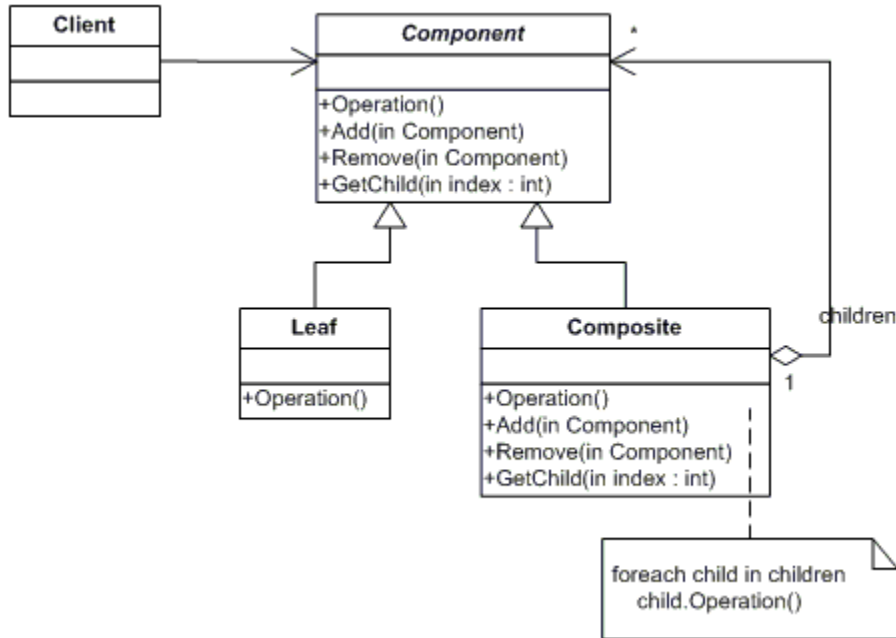 Client
Component
*
+Operation()
+Add(in Component)
+Remove(in Component)
+GetChild(in index : int)
Leaf
+Operation()
Composite
children
1
+Operation()
+Add(in Component)
+Remove(in Component)
+GetChild(in index : int)
foreach child in children
child.Operation()